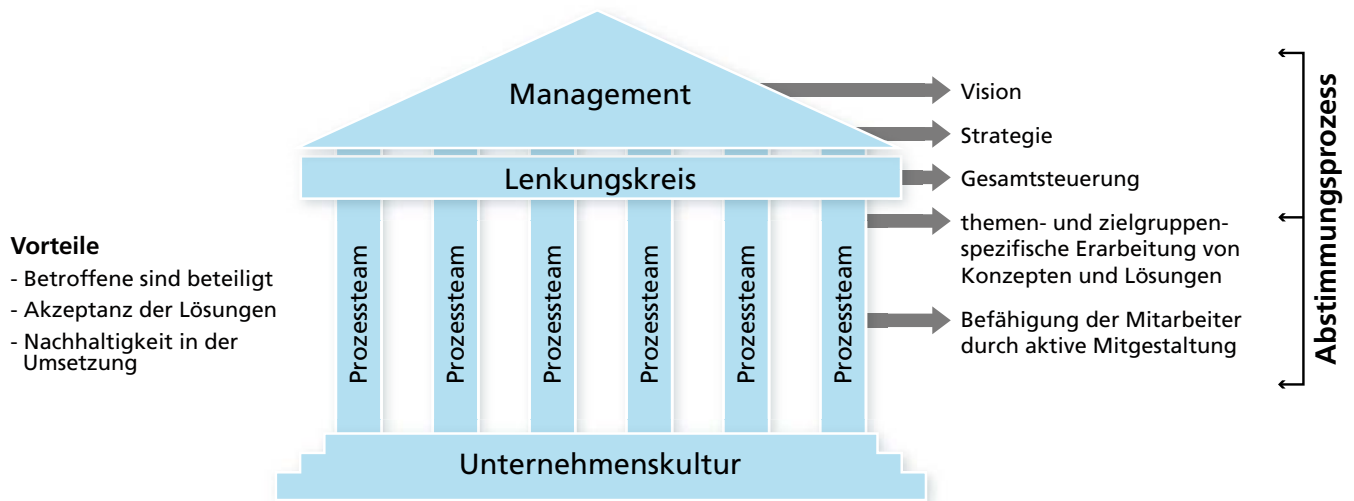 Management
Lenkungskreis
Prozessteam
Prozessteam
Prozessteam
Prozessteam
Prozessteam
Prozessteam
Unternehmenskultur
Vorteile
- Betroffene sind beteiligt
- Akzeptanz der Lösungen
- Nachhaltigkeit in der
Umsetzung
Vision
Strategie
Gesamtsteuerung
themen- und zielgruppen-
spezifische Erarbeitung von
Konzepten und Lösungen
Befähigung der Mitarbeiter
durch aktive Mitgestaltung
Abstimmungsprozess